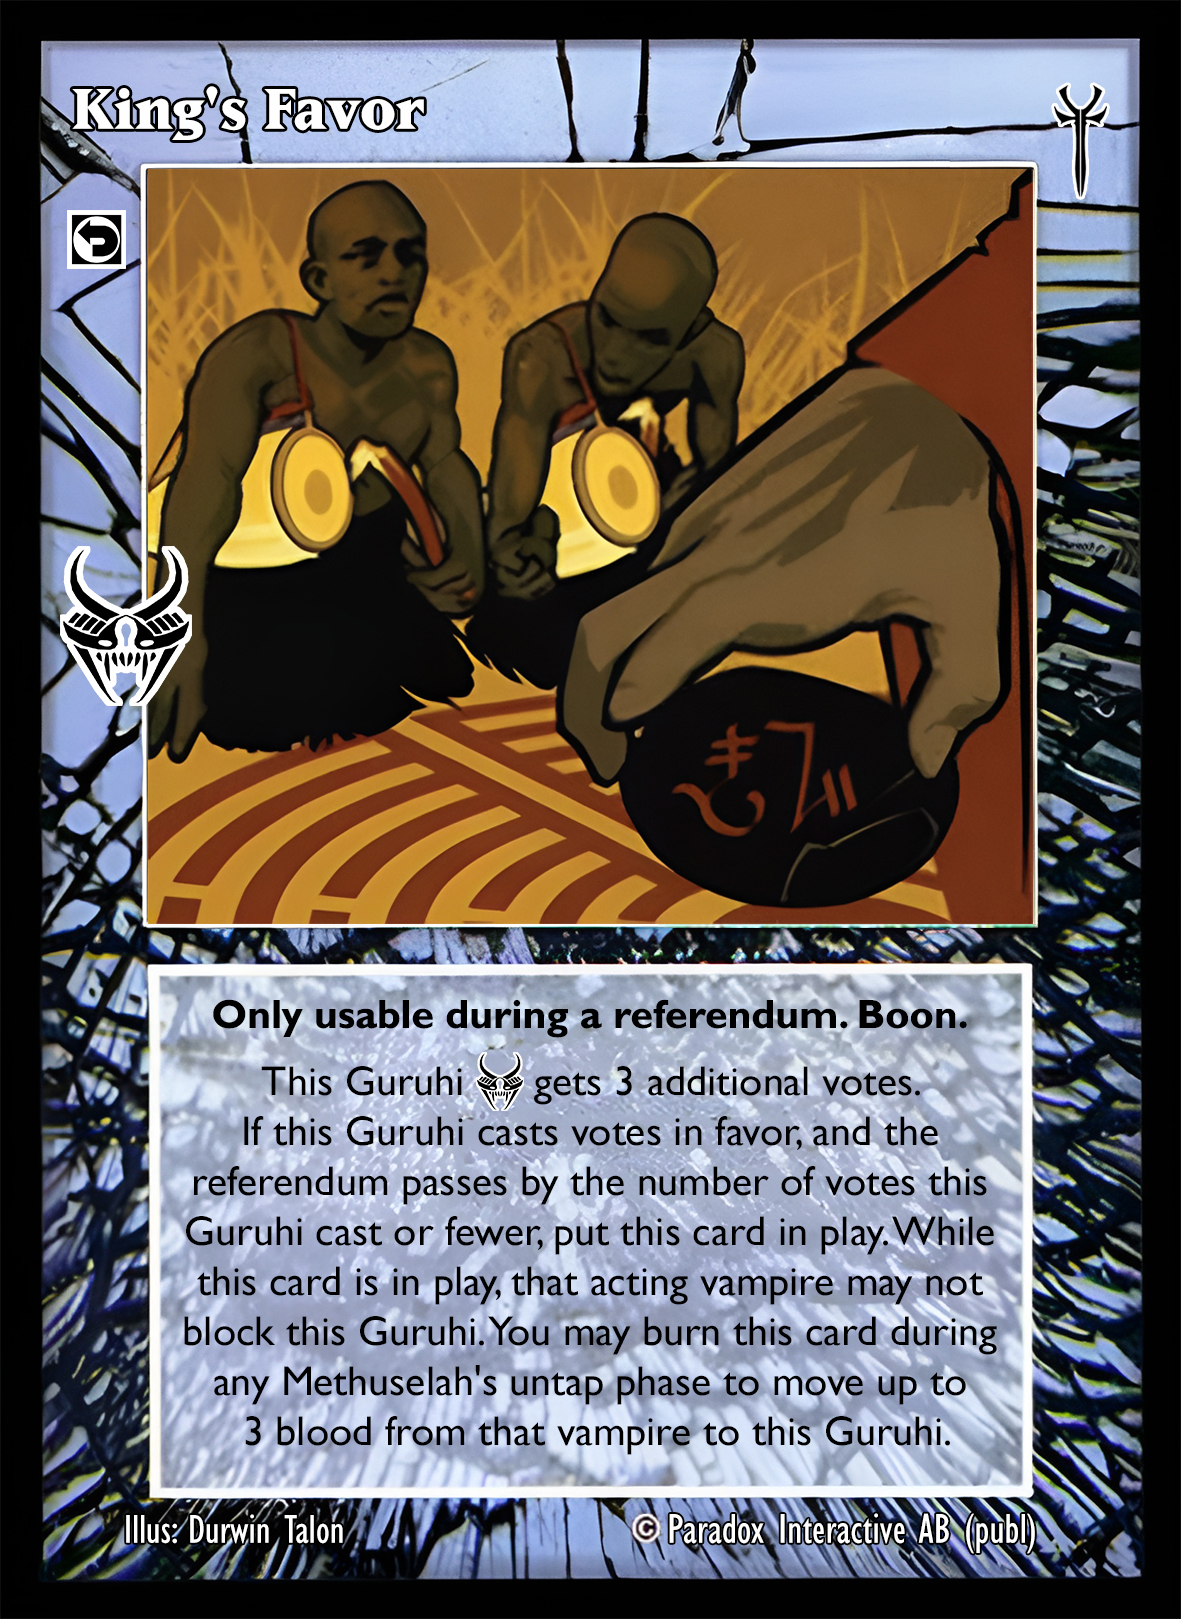 King's Favor
Only usable during a referendum. Boon.
This Guruhi gets 3 additional votes.
If this Guruhi casts votes in favor, and the
referendum passes by the number of votes this
Guruhi cast or fewer, put this card in play. While
this card is in play, that acting vampire may not
block this Guruhi. You may burn this card during
any Methuselah's untap phase to move up to
3 blood from that vampire to this Guruhi.
Illus: Durwin Talon
© Paradox Interactive AB (publ)